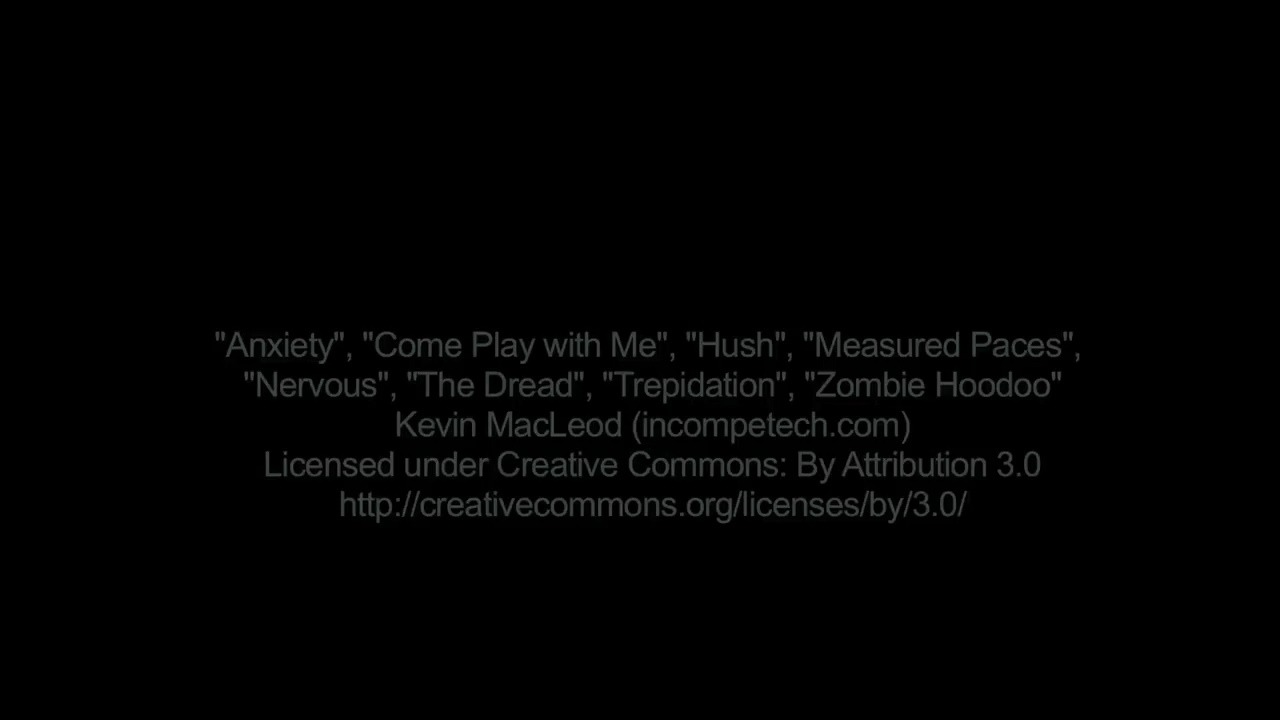 "Anxiety", "Come Play with Me", "Hush", "Measured Paces",
"Nervous", "The Dread", "Trepidation", "Zombie Hoodoo"
Kevin MacLeod (incompetech.com)
Licensed under Creative Commons: By Attribution 3.0
http://creativecommons.org/licenses/by/3.0/